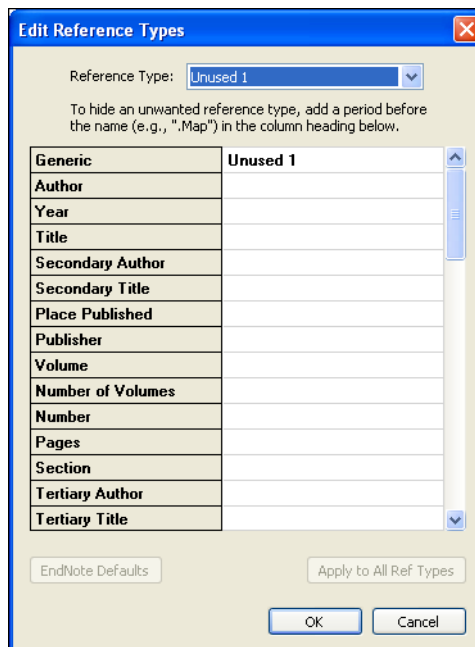 Edit Reference Types
Reference Type: Unused 1
To hide an unwanted reference type, add a period before
the name (e.g., ".Map") in the column heading below.
Generic Unused 1
Author
Year
Title
Secondary Author
Secondary Title
Place Published
Publisher
Volume
Number of Volumes
Number
Pages
Section
Tertiary Author
Tertiary Title
EndNote Defaults Apply to All Ref Types
OK Cancel